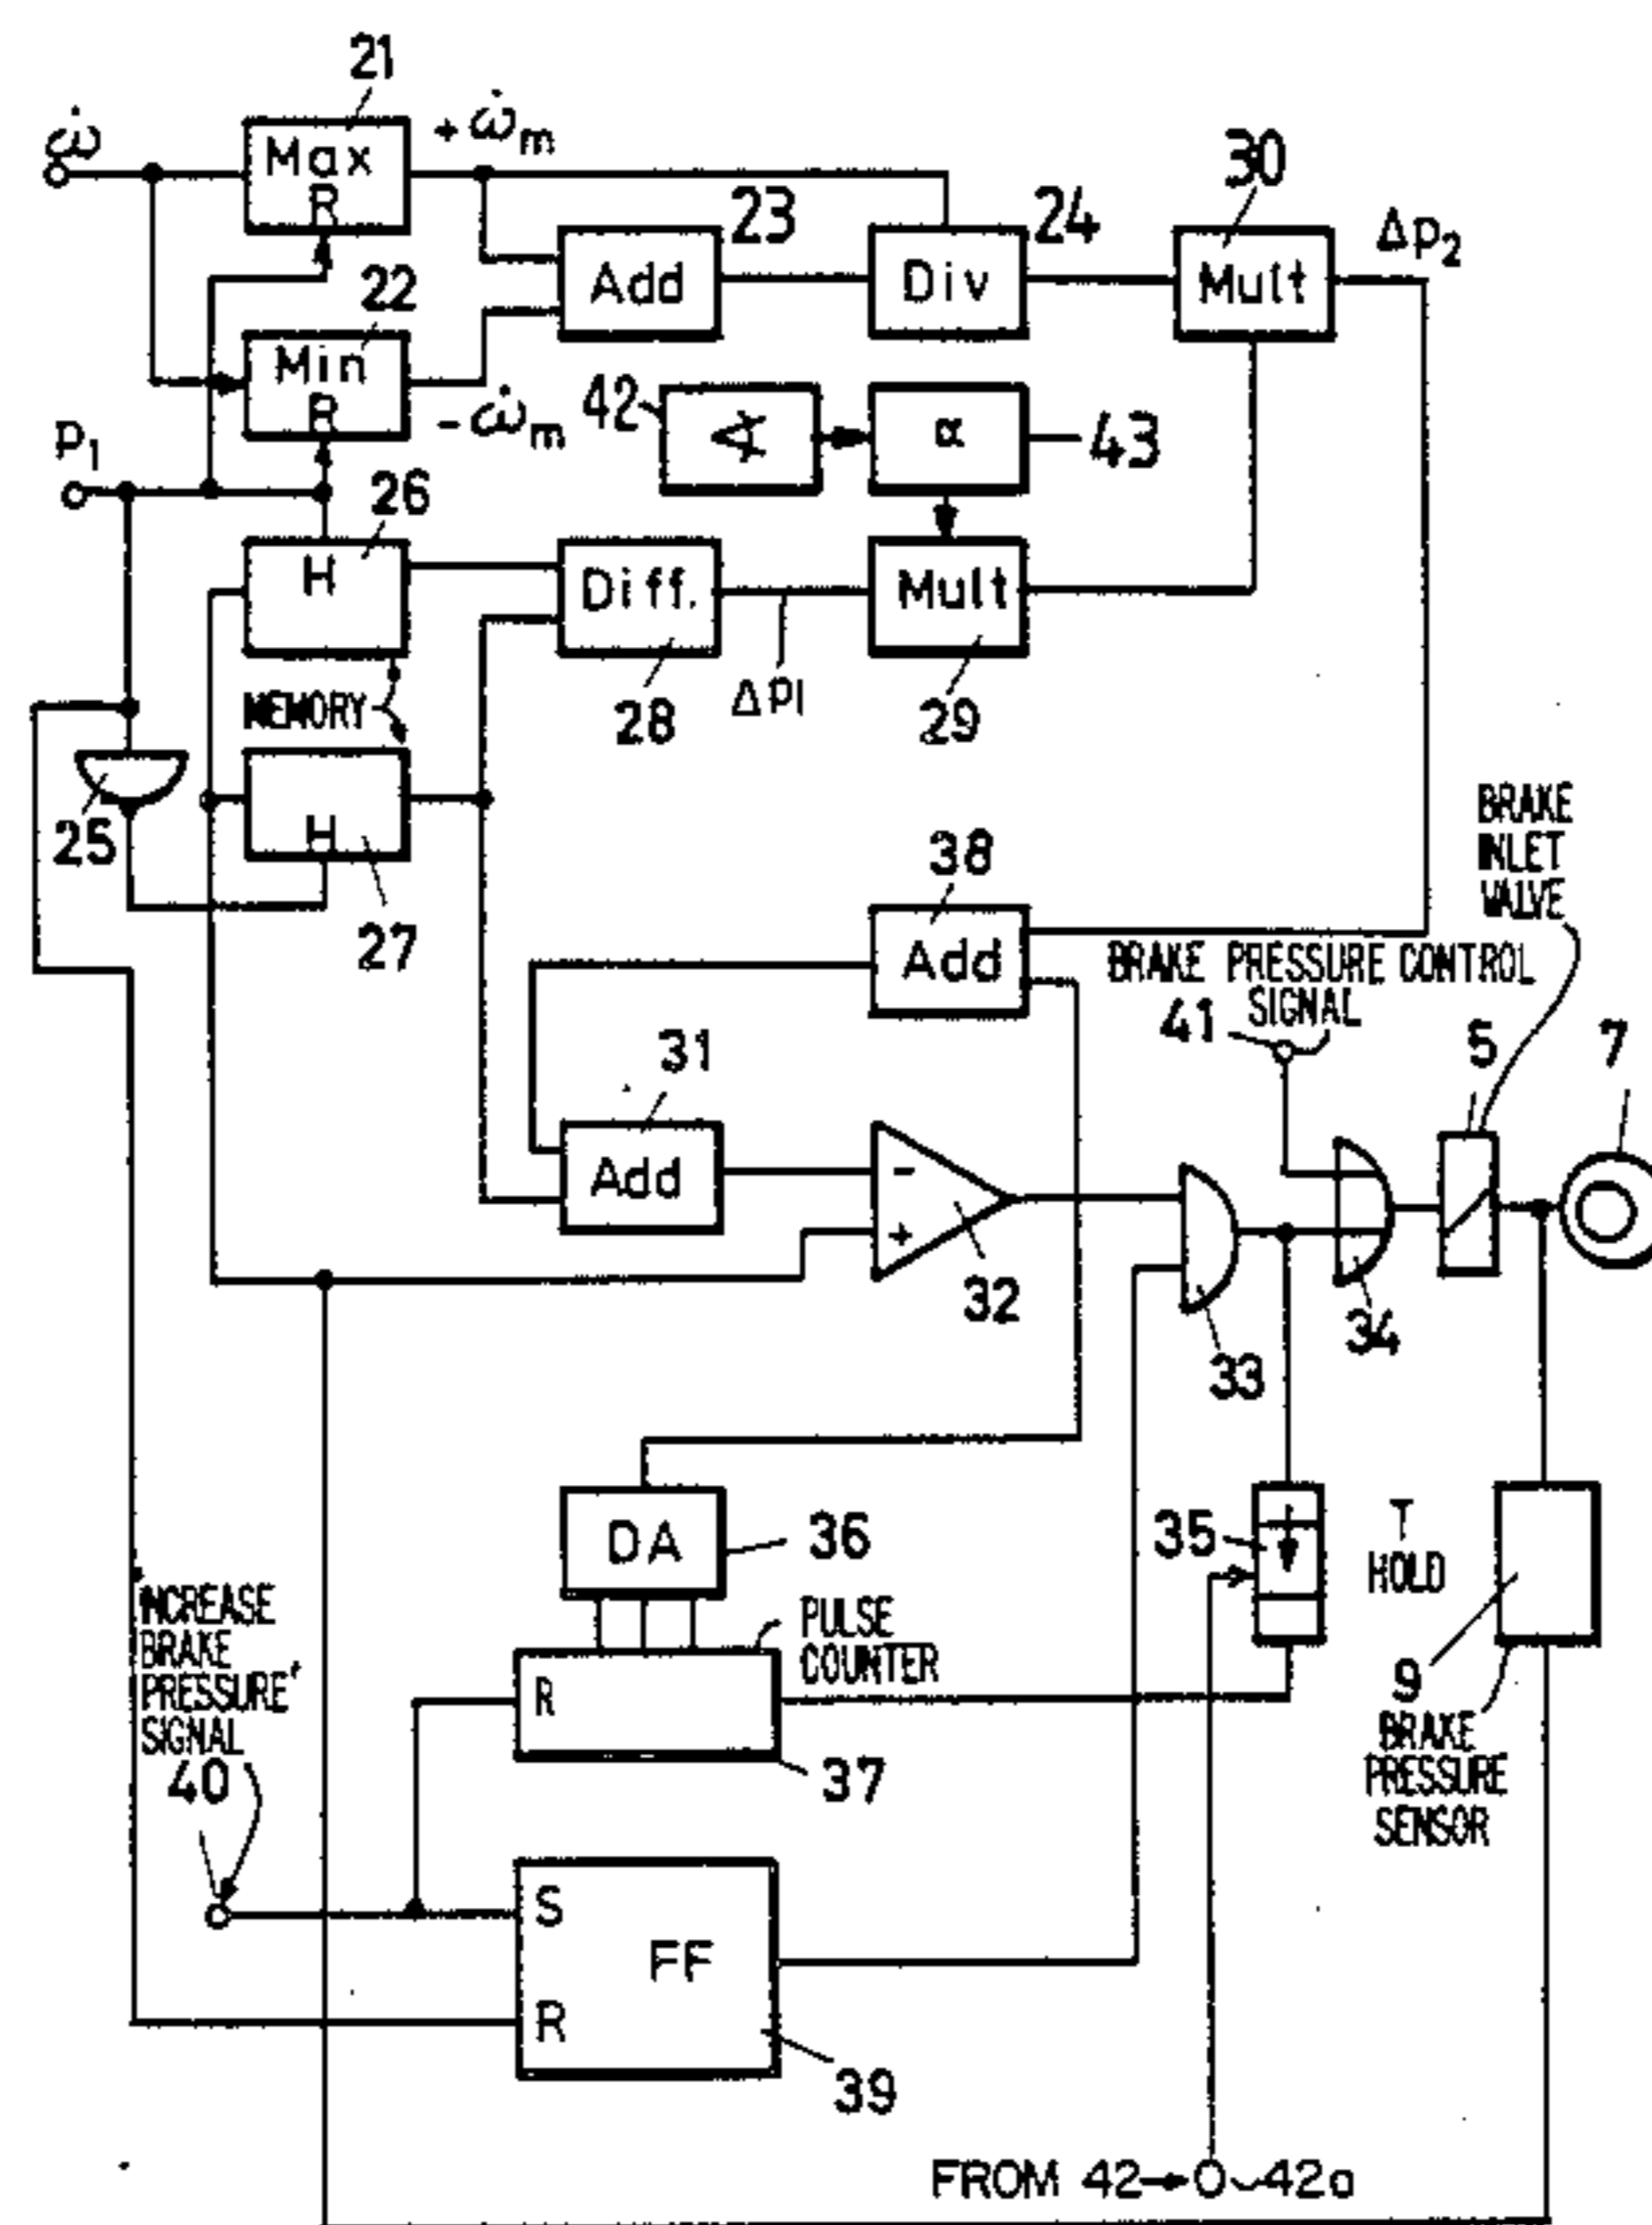 21
ω̇
Max
R
+ω̇m
30
23
24
Add
Div
Mult
Δp2
22
Min
R
-ω̇m
42
∢
α
43
p1
26
H
Diff.
Mult
28
Δp1
29
MEMORY
25
H
27
38
Add
BRAKE
INLET
VALVE
BRAKE PRESSURE CONTROL
SIGNAL
41
5
7
31
Add
-
+
32
33
34
DA
36
35
T
HOLD
"INCREASE
BRAKE
PRESSURE"
SIGNAL
40
PULSE
COUNTER
R
37
9
BRAKE
PRESSURE
SENSOR
S
FF
R
39
FROM 42 → 42a